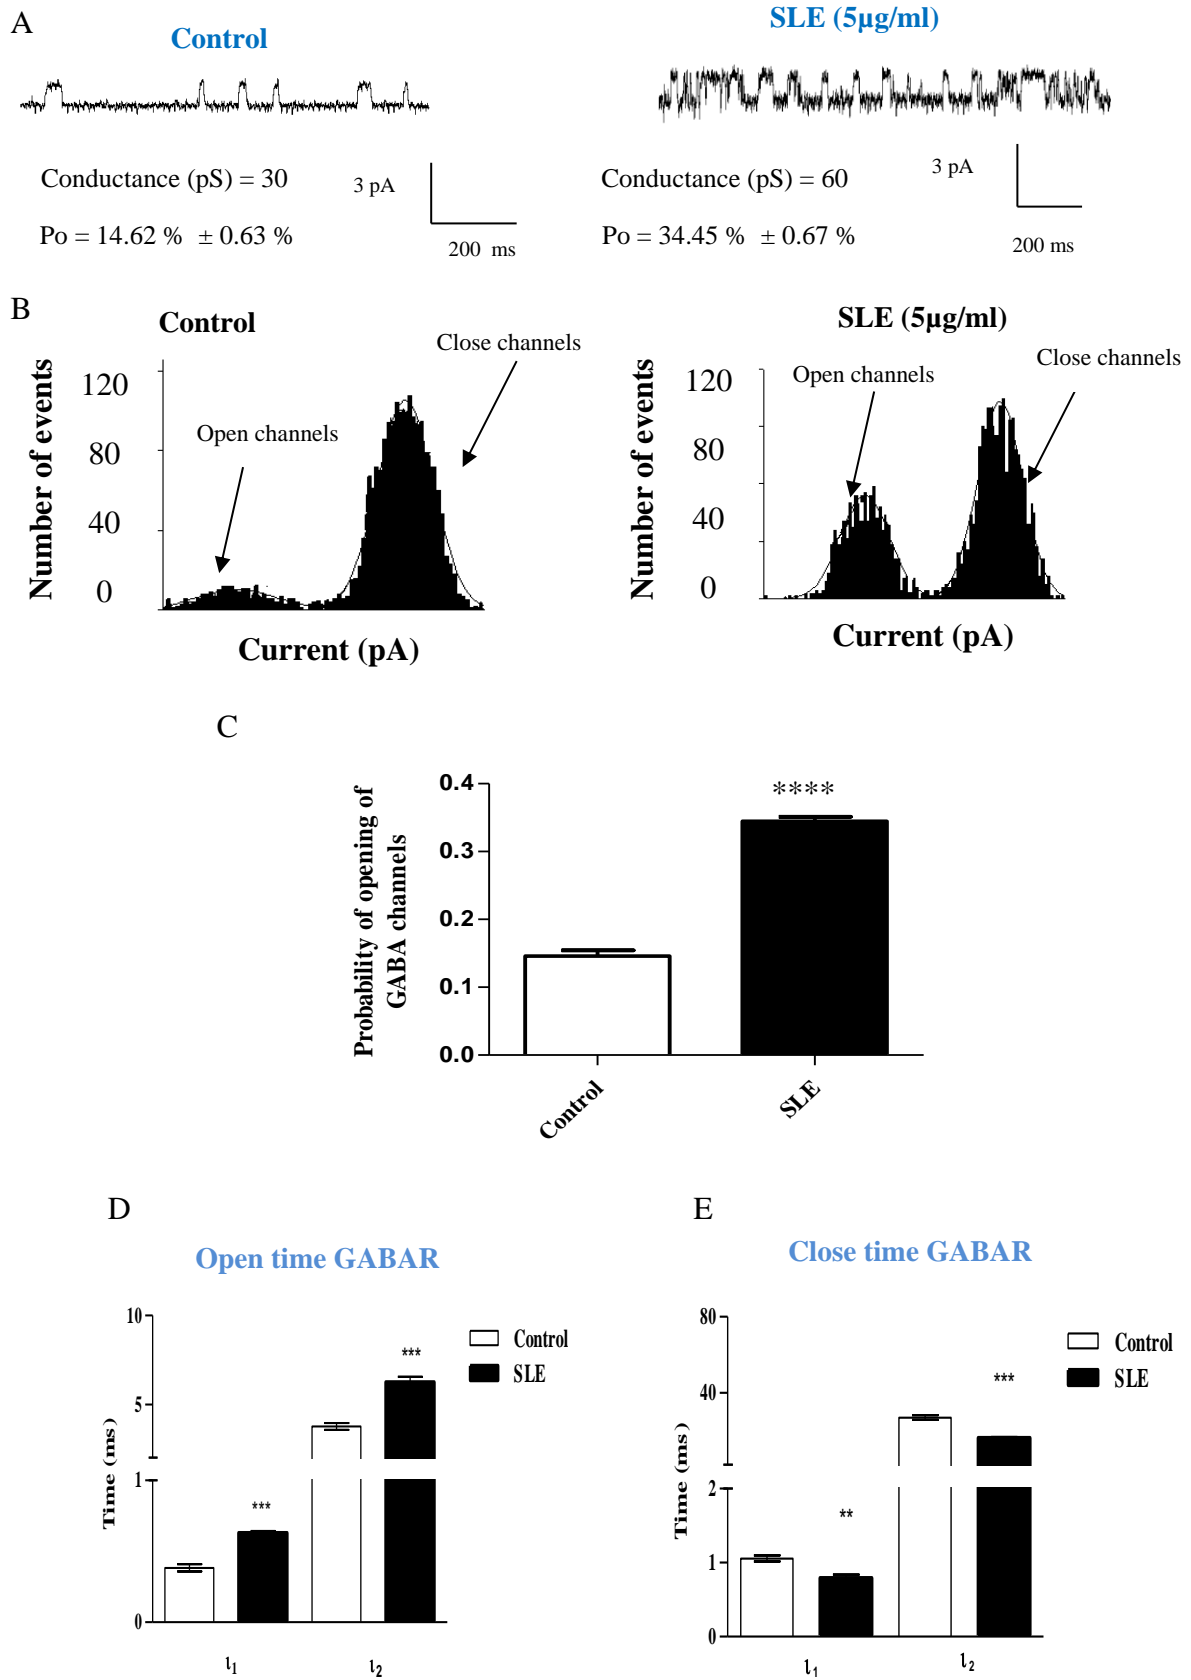 A
Control
SLE (5µg/ml)
Conductance (pS) = 30
3 pA
Po = 14.62 % ± 0.63 %
200 ms
Conductance (pS) = 60
3 pA
Po = 34.45 % ± 0.67 %
200 ms
B
Control
Close channels
Open channels
Number of events
120
80
40
0
Current (pA)
SLE (5µg/ml)
Open channels
Close channels
Number of events
120
80
40
0
Current (pA)
C
Probability of opening of
GABA channels
0.4
0.3
0.2
0.1
0.0
****
Control
SLE
D
Open time GABAR
Time (ms)
10
5
1
0
***
***
Control
SLE
ι1
ι2
E
Close time GABAR
Time (ms)
80
40
2
1
0
**
***
Control
SLE
ι1
ι2